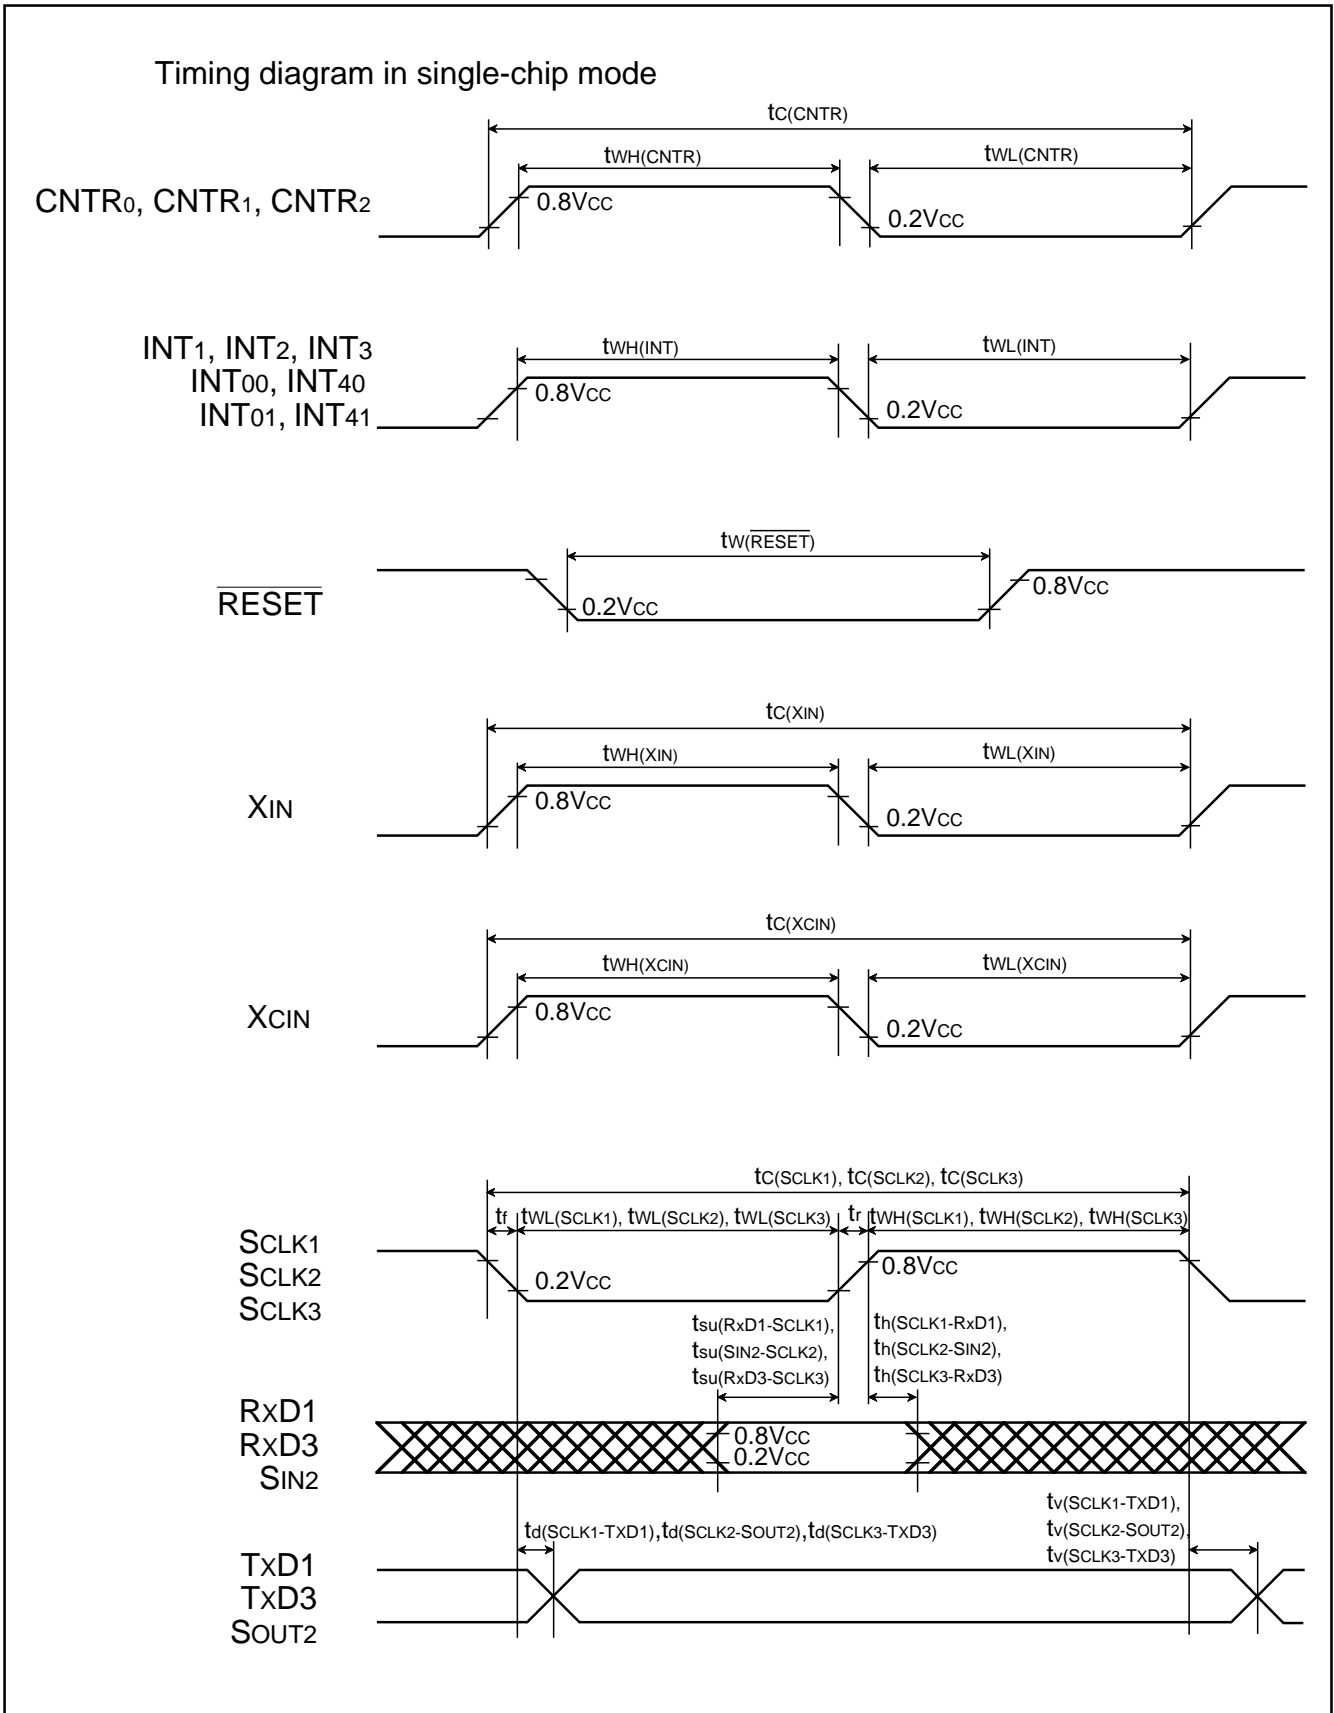 Timing diagram in single-chip mode
tC(CNTR)
tWH(CNTR) tWL(CNTR)
CNTR0, CNTR1, CNTR2
0.8VCC
0.2VCC
INT1, INT2, INT3
INT00, INT40
INT01, INT41
tWH(INT) tWL(INT)
0.8VCC
0.2VCC
tW(RESET)
RESET
0.2VCC
0.8VCC
tC(XIN)
tWH(XIN) tWL(XIN)
XIN
0.8VCC
0.2VCC
tC(XCIN)
tWH(XCIN) tWL(XCIN)
XCIN
0.8VCC
0.2VCC
tC(SCLK1), tC(SCLK2), tC(SCLK3)
tf tWL(SCLK1), tWL(SCLK2), tWL(SCLK3) tr tWH(SCLK1), tWH(SCLK2), tWH(SCLK3)
SCLK1
SCLK2
SCLK3
0.2VCC
0.8VCC
tsu(RxD1-SCLK1),
tsu(SIN2-SCLK2),
tsu(RxD3-SCLK3)
th(SCLK1-RxD1),
th(SCLK2-SIN2),
th(SCLK3-RxD3)
RXD1
RXD3
SIN2
0.8VCC
0.2VCC
td(SCLK1-TXD1),td(SCLK2-SOUT2),td(SCLK3-TXD3)
tv(SCLK1-TXD1),
tv(SCLK2-SOUT2),
tv(SCLK3-TXD3)
TXD1
TXD3
SOUT2